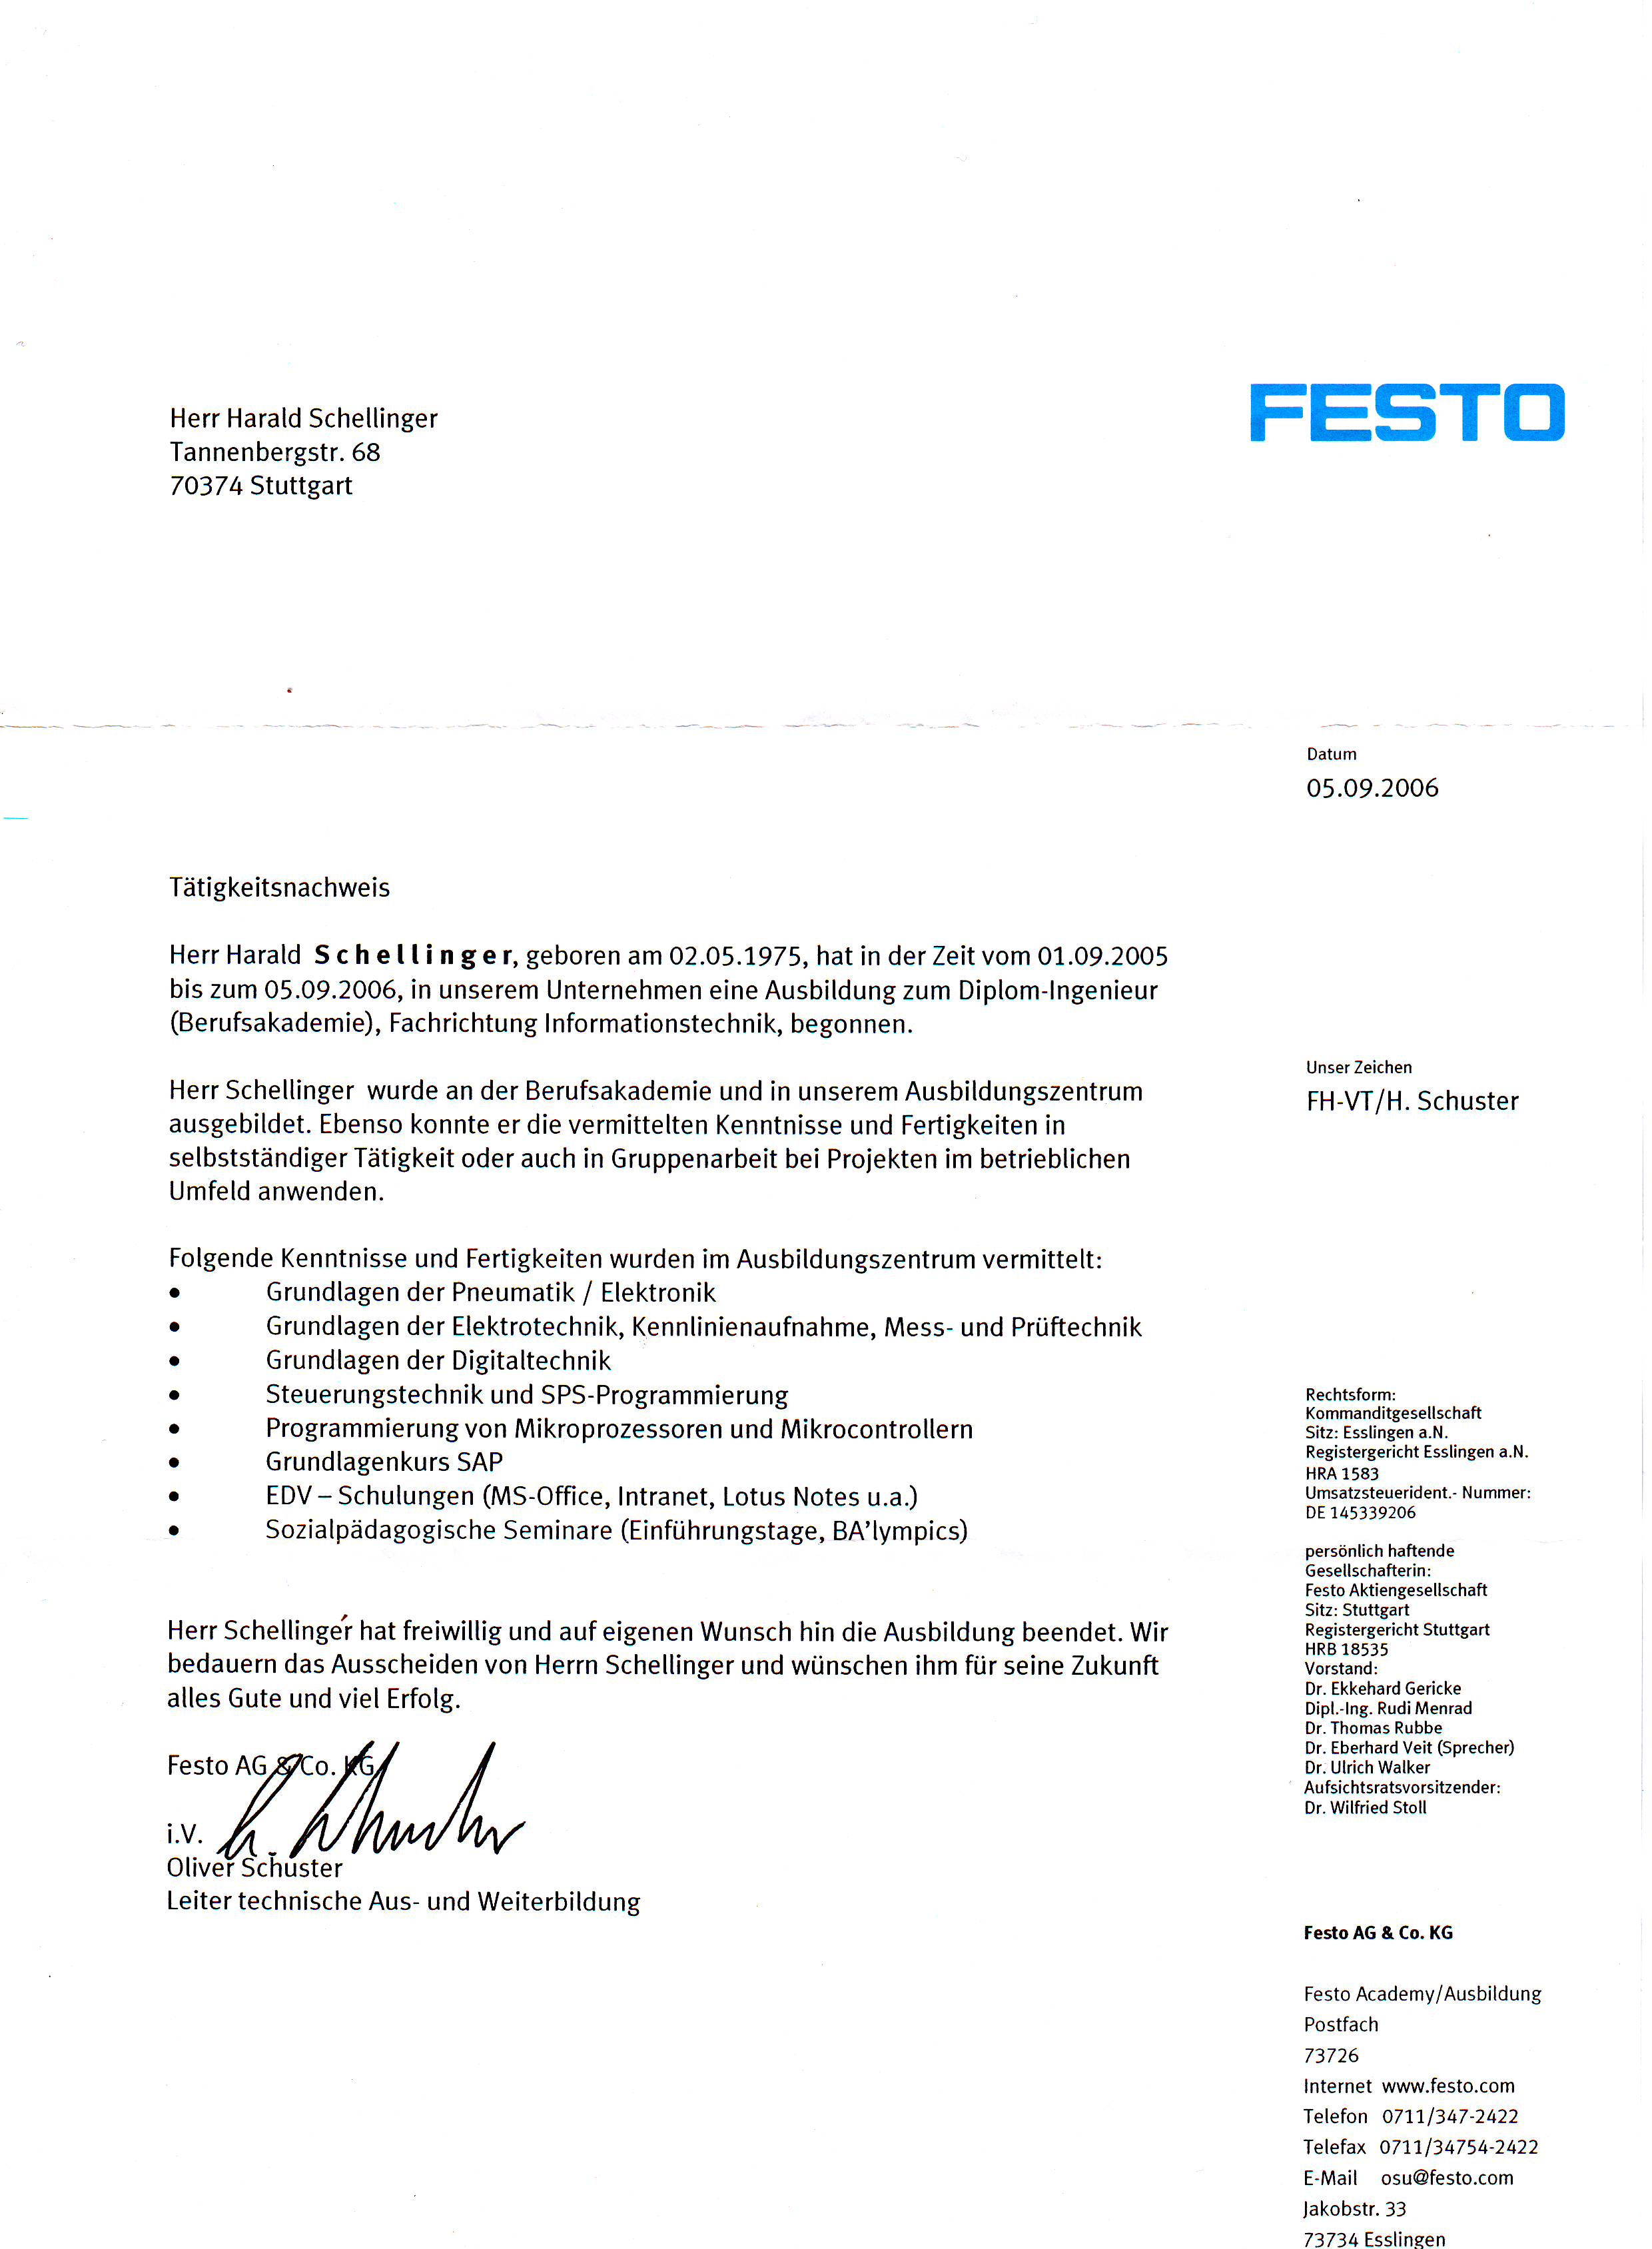 Herr Harald Schellinger
Tannenbergstr. 68
70374 Stuttgart
FESTO
Datum
05.09.2006
Tätigkeitsnachweis
Herr Harald Schellinger, geboren am 02.05.1975, hat in der Zeit vom 01.09.2005
bis zum 05.09.2006, in unserem Unternehmen eine Ausbildung zum Diplom-Ingenieur
(Berufsakademie), Fachrichtung Informationstechnik, begonnen.
Herr Schellinger wurde an der Berufsakademie und in unserem Ausbildungszentrum
ausgebildet. Ebenso konnte er die vermittelten Kenntnisse und Fertigkeiten in
selbstständiger Tätigkeit oder auch in Gruppenarbeit bei Projekten im betrieblichen
Umfeld anwenden.
Folgende Kenntnisse und Fertigkeiten wurden im Ausbildungszentrum vermittelt:
• Grundlagen der Pneumatik / Elektronik
• Grundlagen der Elektrotechnik, Kennlinienaufnahme, Mess- und Prüftechnik
• Grundlagen der Digitaltechnik
• Steuerungstechnik und SPS-Programmierung
• Programmierung von Mikroprozessoren und Mikrocontrollern
• Grundlagenkurs SAP
• EDV – Schulungen (MS-Office, Intranet, Lotus Notes u.a.)
• Sozialpädagogische Seminare (Einführungstage, BA’lympics)
Herr Schellinger hat freiwillig und auf eigenen Wunsch hin die Ausbildung beendet. Wir
bedauern das Ausscheiden von Herrn Schellinger und wünschen ihm für seine Zukunft
alles Gute und viel Erfolg.
Festo AG & Co. KG
i.V.
Oliver Schuster
Leiter technische Aus- und Weiterbildung
Unser Zeichen
FH-VT/H. Schuster
Rechtsform:
Kommanditgesellschaft
Sitz: Esslingen a.N.
Registergericht Esslingen a.N.
HRA 1583
Umsatzsteuerident.- Nummer:
DE 145339206
persönlich haftende
Gesellschafterin:
Festo Aktiengesellschaft
Sitz: Stuttgart
Registergericht Stuttgart
HRB 18535
Vorstand:
Dr. Ekkehard Gericke
Dipl.-Ing. Rudi Menrad
Dr. Thomas Rubbe
Dr. Eberhard Veit (Sprecher)
Dr. Ulrich Walker
Aufsichtsratsvorsitzender:
Dr. Wilfried Stoll
Festo AG & Co. KG
Festo Academy/Ausbildung
Postfach
73726
Internet www.festo.com
Telefon 0711/347-2422
Telefax 0711/34754-2422
E-Mail osu@festo.com
Jakobstr. 33
73734 Esslingen